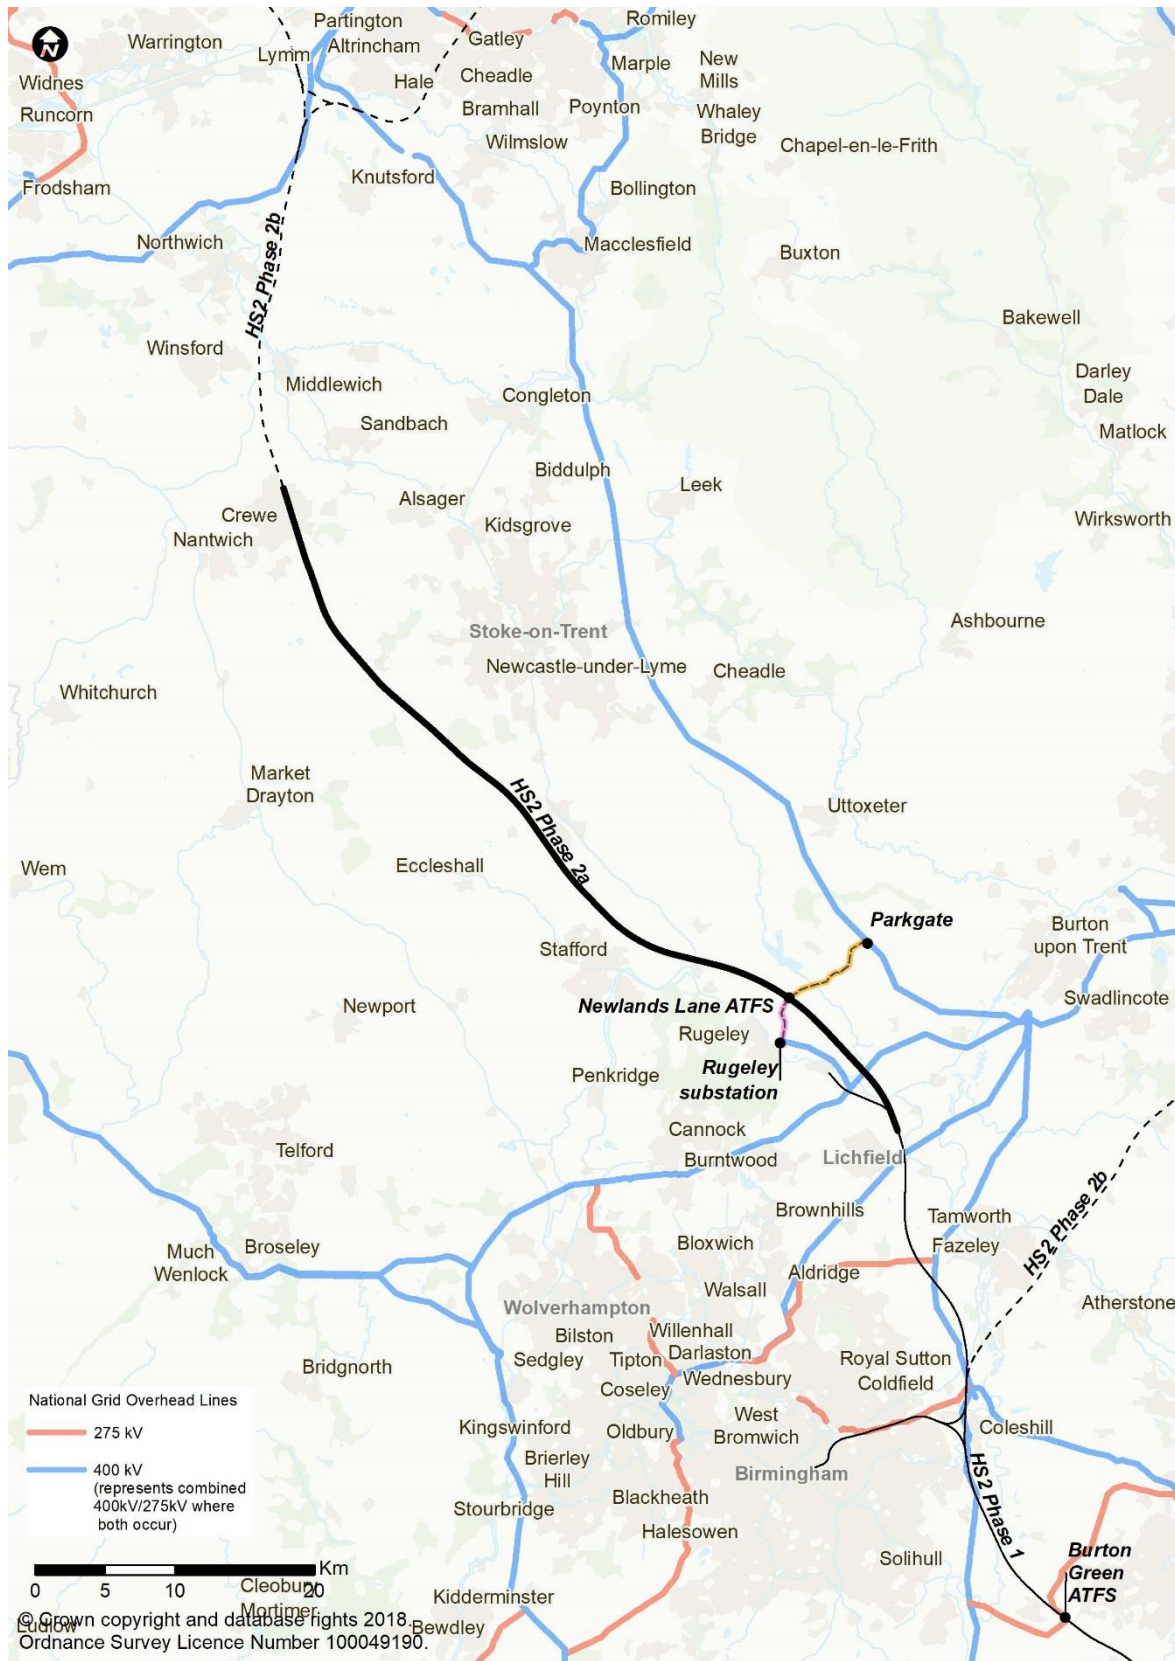 N
Partington
Romiley
Warrington
Altrincham
Gatley
Lymm
Marple
New
Mills
Widnes
Hale
Cheadle
Runcorn
Bramhall
Poynton
Whaley
Bridge
Wilmslow
Chapel-en-le-Frith
Frodsham
Knutsford
Bollington
Northwich
HS2 Phase 2b
Macclesfield
Buxton
Bakewell
Winsford
Middlewich
Congleton
Darley
Dale
Sandbach
Matlock
Biddulph
Leek
Alsager
Crewe
Kidsgrove
Wirksworth
Nantwich
Ashbourne
Stoke-on-Trent
Newcastle-under-Lyme
Cheadle
Whitchurch
Market
Drayton
HS2 Phase 2a
Uttoxeter
Wem
Eccleshall
Parkgate
Burton
upon Trent
Stafford
Newlands Lane ATFS
Swadlincote
Newport
Rugeley
Rugeley
substation
Penkridge
Cannock
Telford
Burntwood
Lichfield
HS2 Phase 2b
Brownhills
Tamworth
Fazeley
Much
Wenlock
Broseley
Bloxwich
Aldridge
Walsall
Atherstone
Wolverhampton
Bilston
Willenhall
Darlaston
Sedgley
Tipton
Royal Sutton
Coldfield
Bridgnorth
Coseley
Wednesbury
National Grid Overhead Lines
275 kV
400 kV
(represents combined
400kV/275kV where
both occur)
Kingswinford
Oldbury
West
Bromwich
Coleshill
Brierley
Hill
Birmingham
Stourbridge
Blackheath
HS2 Phase 1
Halesowen
Solihull
Burton
Green
ATFS
Km
0 5 10 20
Cleobury
Mortimer
Kidderminster
Bewdley
Ludlow
© Crown copyright and database rights 2018.
Ordnance Survey Licence Number 100049190.